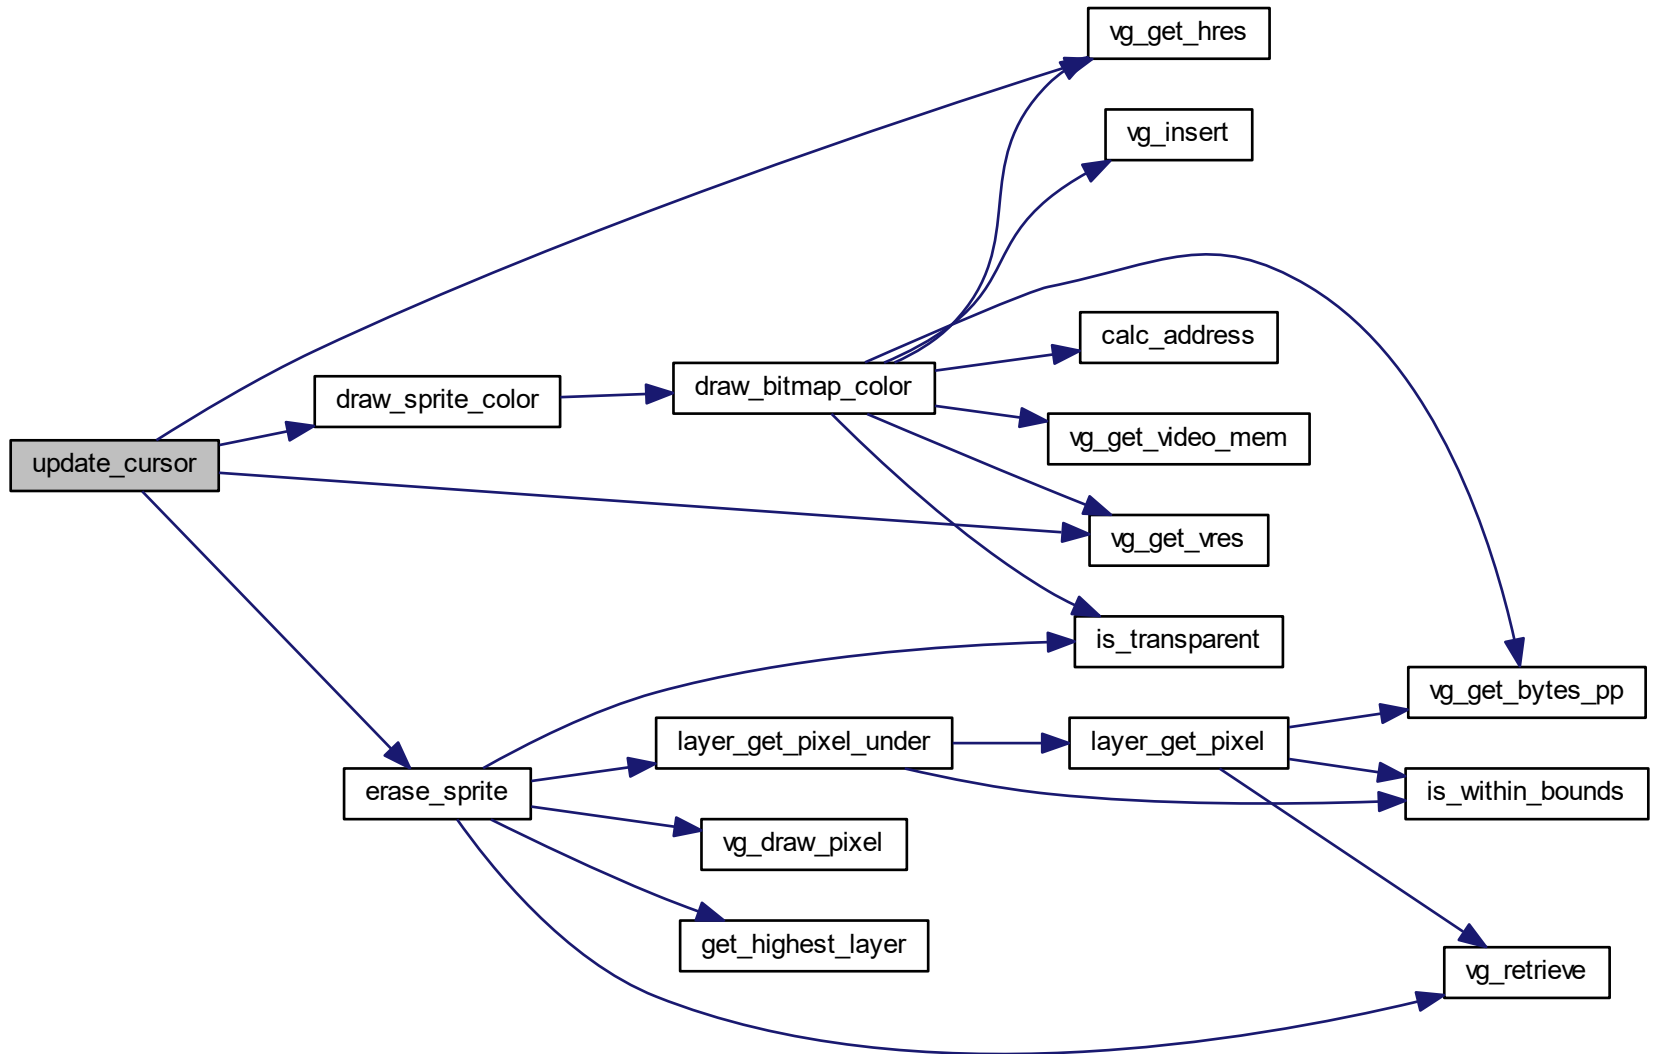 vg_get_hres
vg_insert
calc_address
draw_bitmap_color
draw_sprite_color
vg_get_video_mem
update_cursor
vg_get_vres
is_transparent
vg_get_bytes_pp
layer_get_pixel_under
layer_get_pixel
erase_sprite
is_within_bounds
vg_draw_pixel
get_highest_layer
vg_retrieve